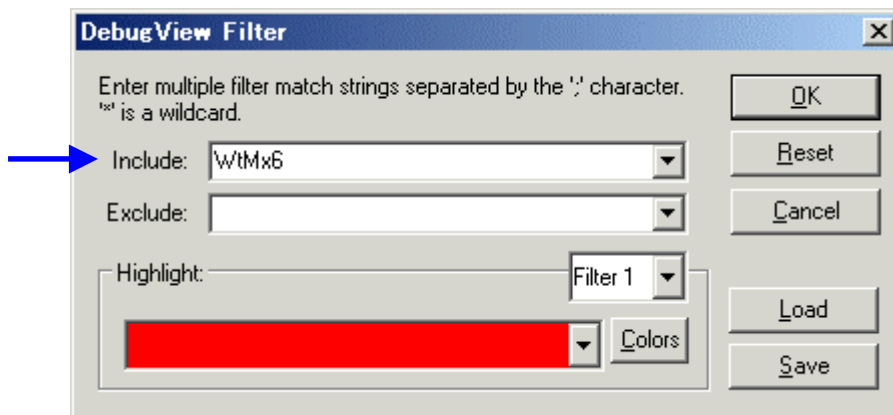 DebugView Filter
Enter multiple filter match strings separated by the ';' character.
'*' is a wildcard.
OK
Include: WtMx6
Reset
Exclude:
Cancel
Highlight:
Filter 1
Load
Colors
Save